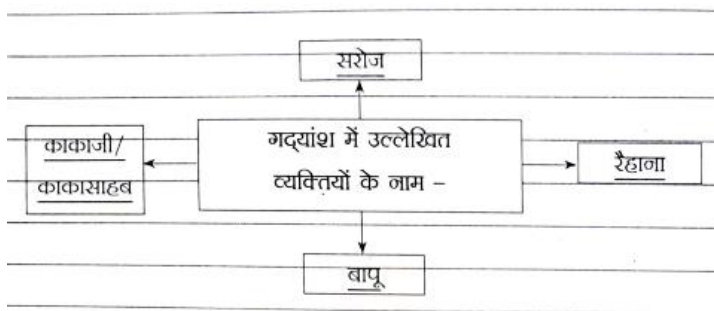 सरोज
काकाजी/
काकासाहब
गद्‌यांश में उल्लेखित
व्यक्तियों के नाम –
रैहाना
बापू